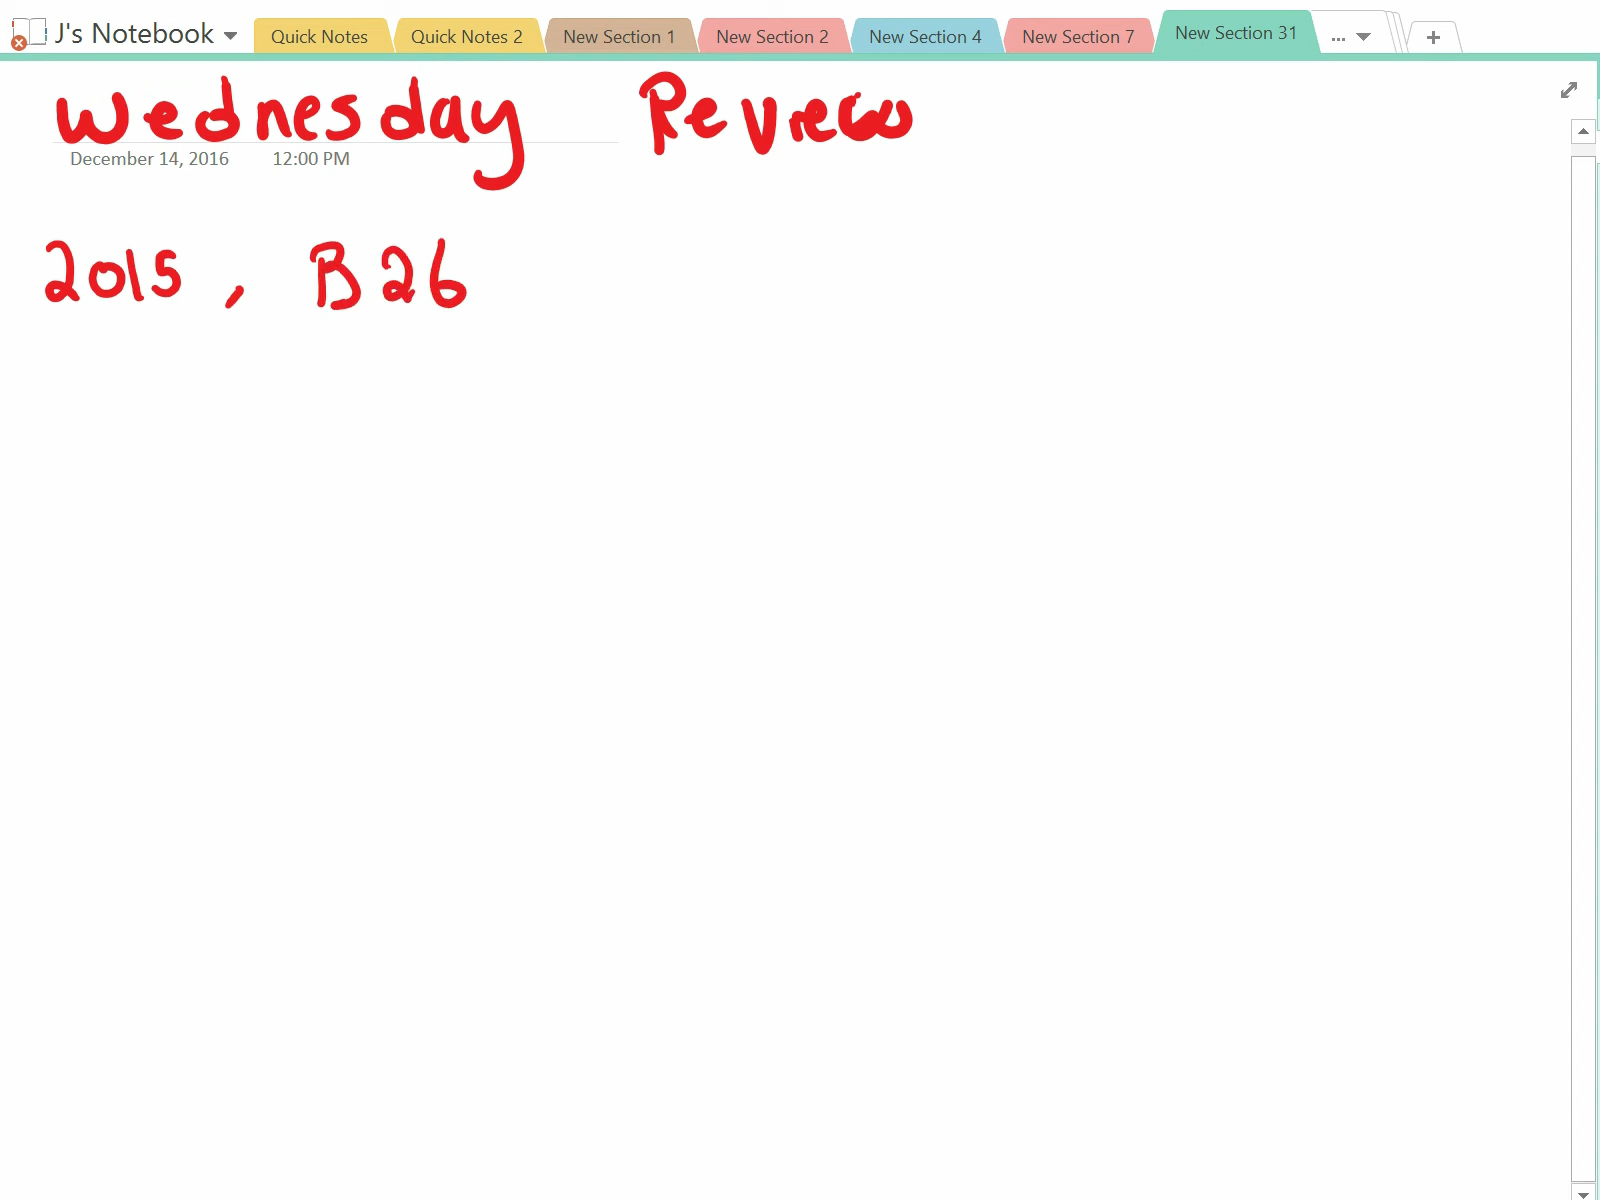 J's Notebook Quick Notes Quick Notes 2 New Section 1 New Section 2 New Section 4 New Section 7 New Section 31 ... +
Wednesday Review
December 14, 2016 12:00 PM
2015, B26